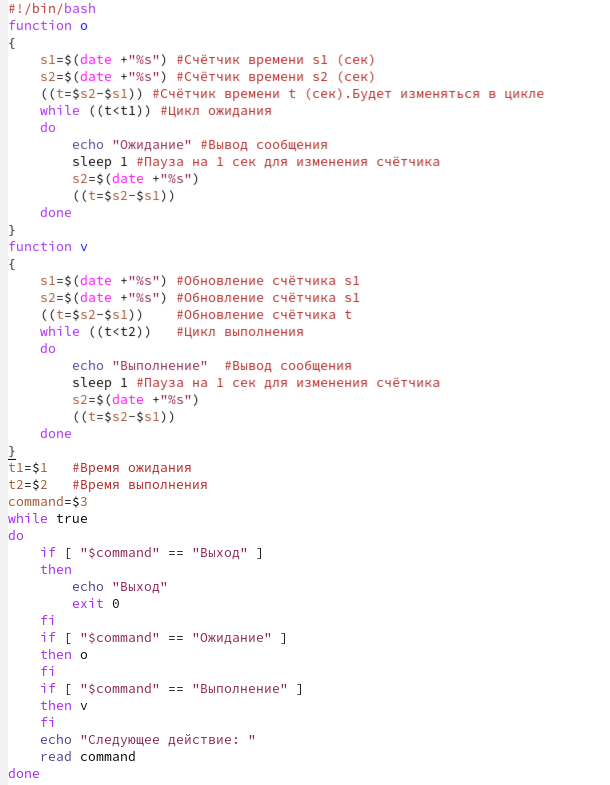 #!/bin/bash
function o
{
    s1=$(date +"%s") #Счётчик времени s1 (сек)
    s2=$(date +"%s") #Счётчик времени s2 (сек)
    ((t=$s2-$s1)) #Счётчик времени t (сек).Будет изменяться в цикле
    while ((t<t1)) #Цикл ожидания
    do
        echo "Ожидание" #Вывод сообщения
        sleep 1 #Пауза на 1 сек для изменения счётчика
        s2=$(date +"%s")
        ((t=$s2-$s1))
    done
}
function v
{
    s1=$(date +"%s") #Обновление счётчика s1
    s2=$(date +"%s") #Обновление счётчика s1
    ((t=$s2-$s1))    #Обновление счётчика t
    while ((t<t2))   #Цикл выполнения
    do
        echo "Выполнение"  #Вывод сообщения
        sleep 1 #Пауза на 1 сек для изменения счётчика
        s2=$(date +"%s")
        ((t=$s2-$s1))
    done
}
t1=$1   #Время ожидания
t2=$2   #Время выполнения
command=$3
while true
do
    if [ "$command" == "Выход" ]
    then
        echo "Выход"
        exit 0
    fi
    if [ "$command" == "Ожидание" ]
    then o
    fi
    if [ "$command" == "Выполнение" ]
    then v
    fi
    echo "Следующее действие: "
    read command
done